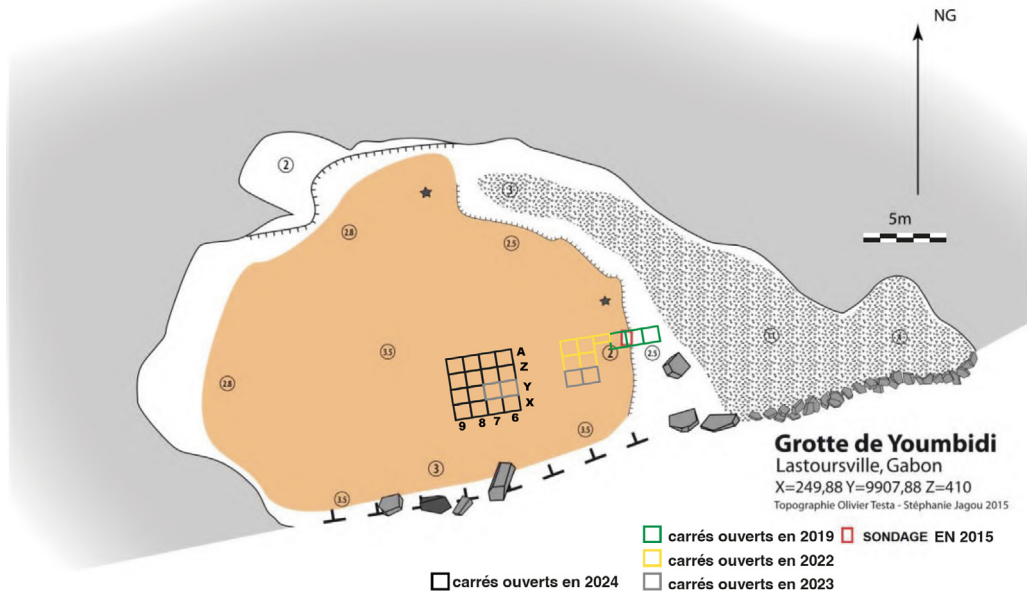 NG
5m
2
3
2.8
2.5
3.5
2.8
2
2.5
3.5
3
3.5
A
Z
Y
X
9 8 7 6
Grotte de Youmbidi
Lastoursville, Gabon
X=249,88 Y=9907,88 Z=410
Topographie Olivier Testa - Stéphanie Jagou 2015
carrés ouverts en 2019
SONDAGE EN 2015
carrés ouverts en 2022
carrés ouverts en 2023
carrés ouverts en 2024